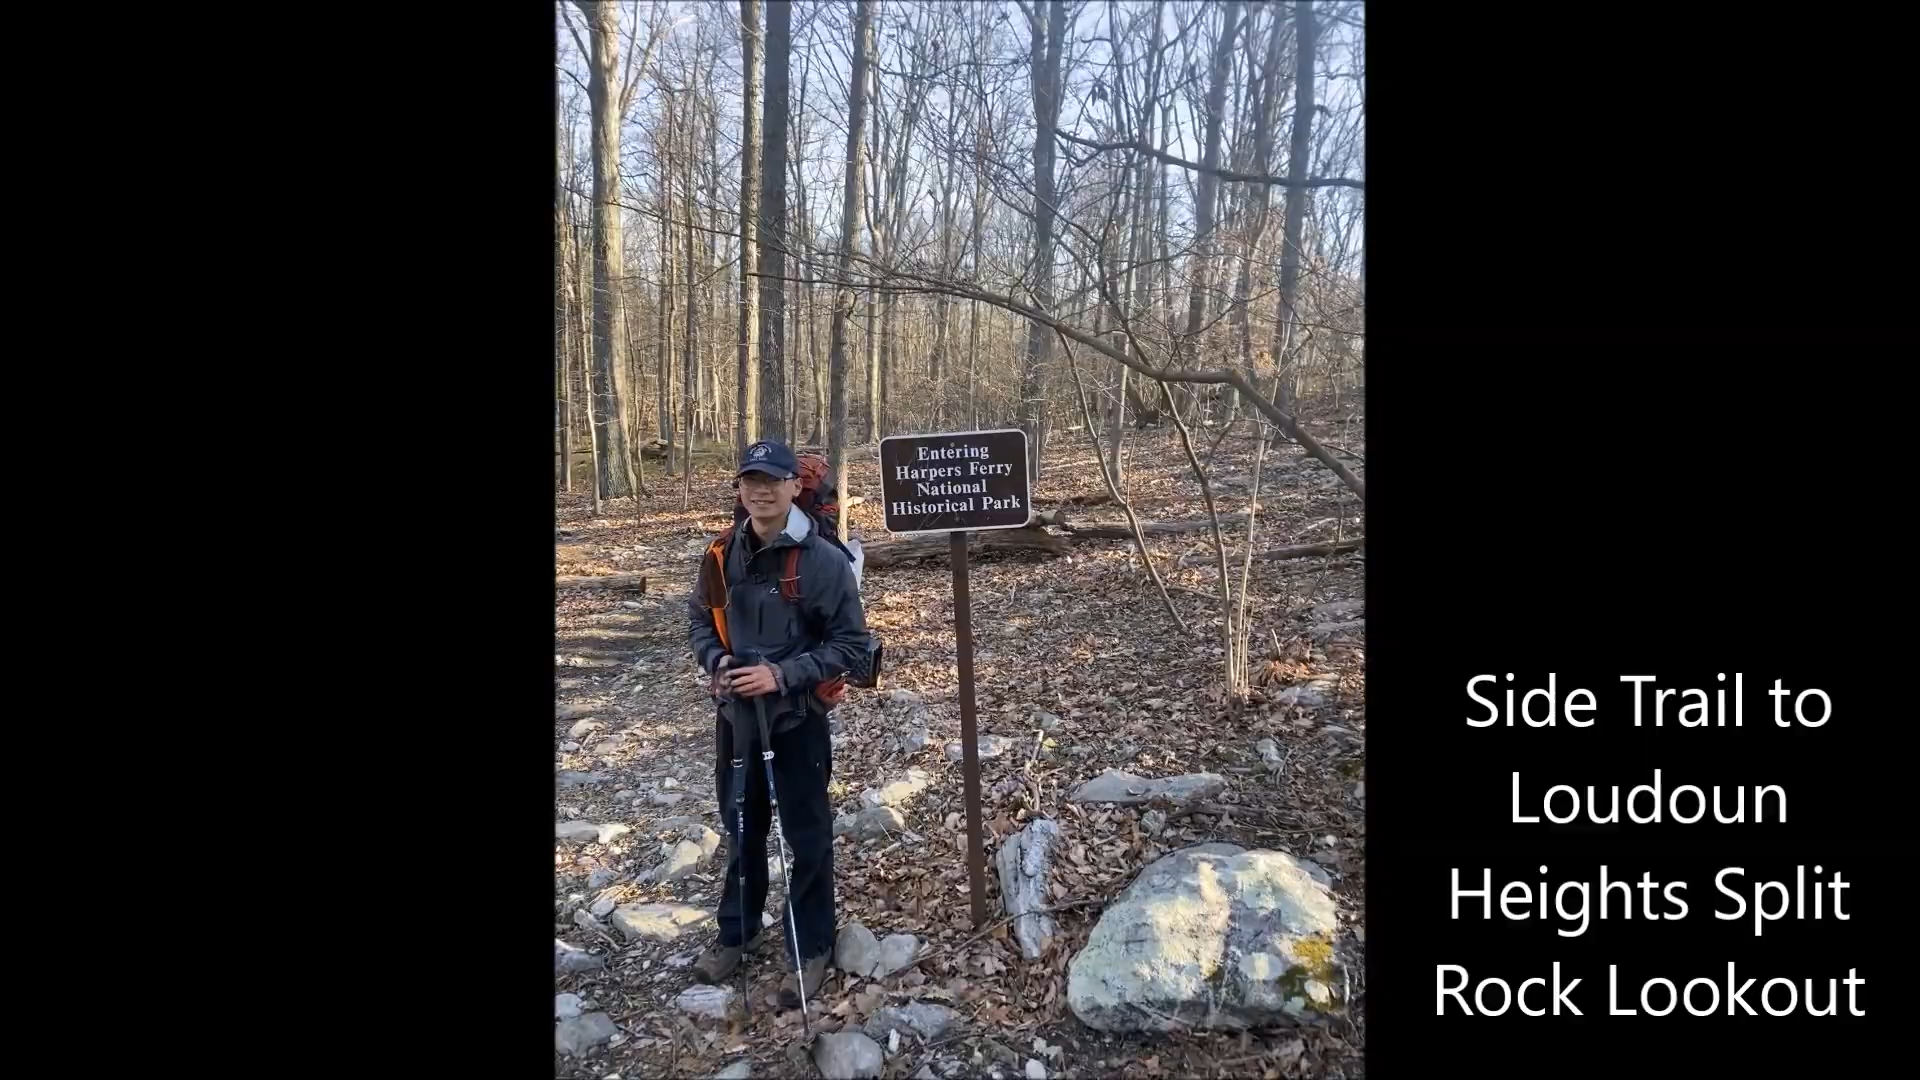 Entering
Harpers Ferry
National
Historical Park
Side Trail to
Loudoun
Heights Split
Rock Lookout